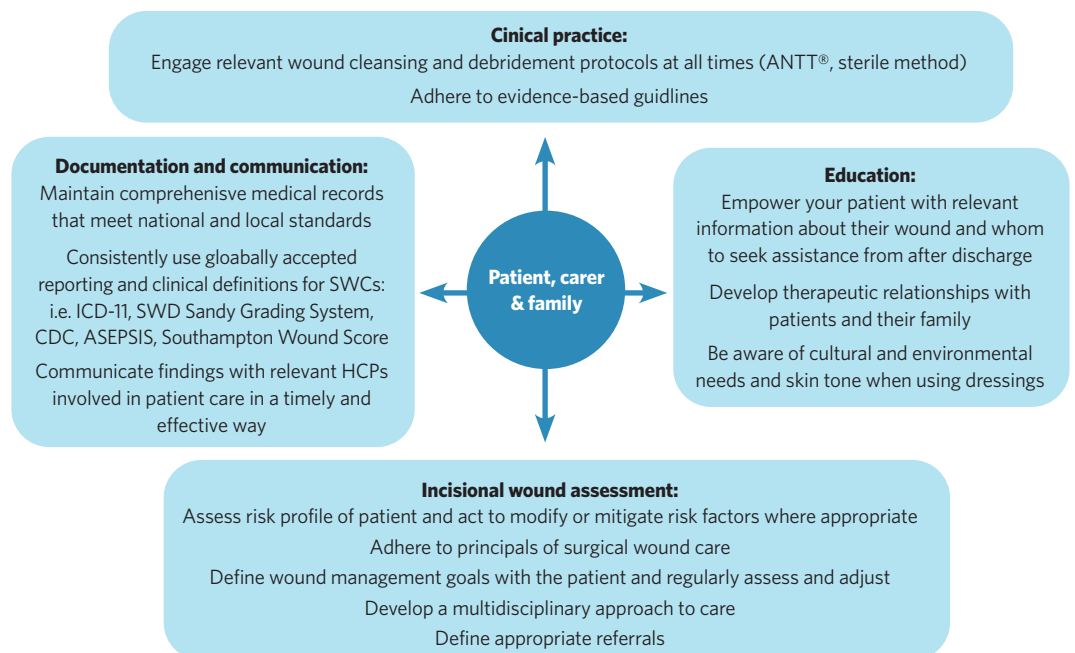 Cinical practice:
Engage relevant wound cleansing and debridement protocols at all times (ANTT®, sterile method)
Adhere to evidence-based guidlines
Documentation and communication:
Maintain comprehenisve medical records
that meet national and local standards
Consistently use gloabally accepted
reporting and clinical definitions for SWCs:
i.e. ICD-11, SWD Sandy Grading System,
CDC, ASEPSIS, Southampton Wound Score
Communicate findings with relevant HCPs
involved in patient care in a timely and
effective way
Patient, carer
& family
Education:
Empower your patient with relevant
information about their wound and whom
to seek assistance from after discharge
Develop therapeutic relationships with
patients and their family
Be aware of cultural and environmental
needs and skin tone when using dressings
Incisional wound assessment:
Assess risk profile of patient and act to modify or mitigate risk factors where appropriate
Adhere to principals of surgical wound care
Define wound management goals with the patient and regularly assess and adjust
Develop a multidisciplinary approach to care
Define appropriate referrals